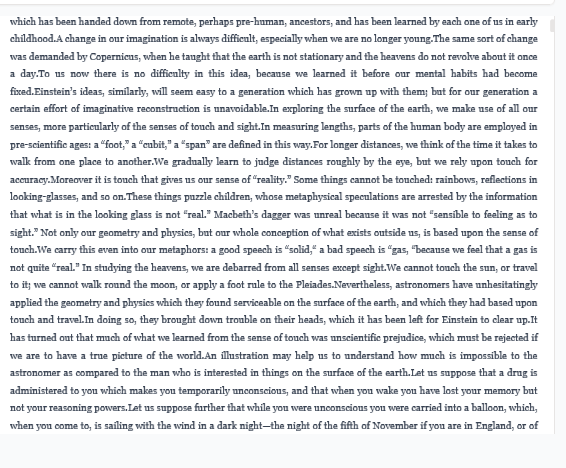 which has been handed down from remote, perhaps pre-human, ancestors, and has been learned by each one of us in early
childhood.A change in our imagination is always difficult, especially when we are no longer young.The same sort of change
was demanded by Copernicus, when he taught that the earth is not stationary and the heavens do not revolve about it once
a day.To us now there is no difficulty in this idea, because we learned it before our mental habits had become
fixed.Einstein's ideas, similarly, will seem easy to a generation which has grown up with them; but for our generation a
certain effort of imaginative reconstruction is unavoidable.In exploring the surface of the earth, we make use of all our
senses, more particularly of the senses of touch and sight.In measuring lengths, parts of the human body are employed in
pre-scientific ages: a “foot,” a “cubit,” a “span” are defined in this way.For longer distances, we think of the time it takes to
walk from one place to another.We gradually learn to judge distances roughly by the eye, but we rely upon touch for
accuracy.Moreover it is touch that gives us our sense of “reality.” Some things cannot be touched: rainbows, reflections in
looking-glasses, and so on.These things puzzle children, whose metaphysical speculations are arrested by the information
that what is in the looking glass is not “real.” Macbeth's dagger was unreal because it was not “sensible to feeling as to
sight.” Not only our geometry and physics, but our whole conception of what exists outside us, is based upon the sense of
touch.We carry this even into our metaphors: a good speech is “solid,“ a bad speech is “gas, “because we feel that a gas is
not quite “real.” In studying the heavens, we are debarred from all senses except sight.We cannot touch the sun, or travel
to it; we cannot walk round the moon, or apply a foot rule to the Pleiades.Nevertheless, astronomers have unhesitatingly
applied the geometry and physics which they found serviceable on the surface of the earth, and which they had based upon
touch and travel.In doing so, they brought down trouble on their heads, which it has been left for Einstein to clear up.It
has turned out that much of what we learned from the sense of touch was unscientific prejudice, which must be rejected if
we are to have a true picture of the world.An illustration may help us to understand how much is impossible to the
astronomer as compared to the man who is interested in things on the surface of the earth.Let us suppose that a drug is
administered to you which makes you temporarily unconscious, and that when you wake you have lost your memory but
not your reasoning powers.Let us suppose further that while you were unconscious you were carried into a balloon, which,
when you come to, is sailing with the wind in a dark night—the night of the fifth of November if you are in England, or of